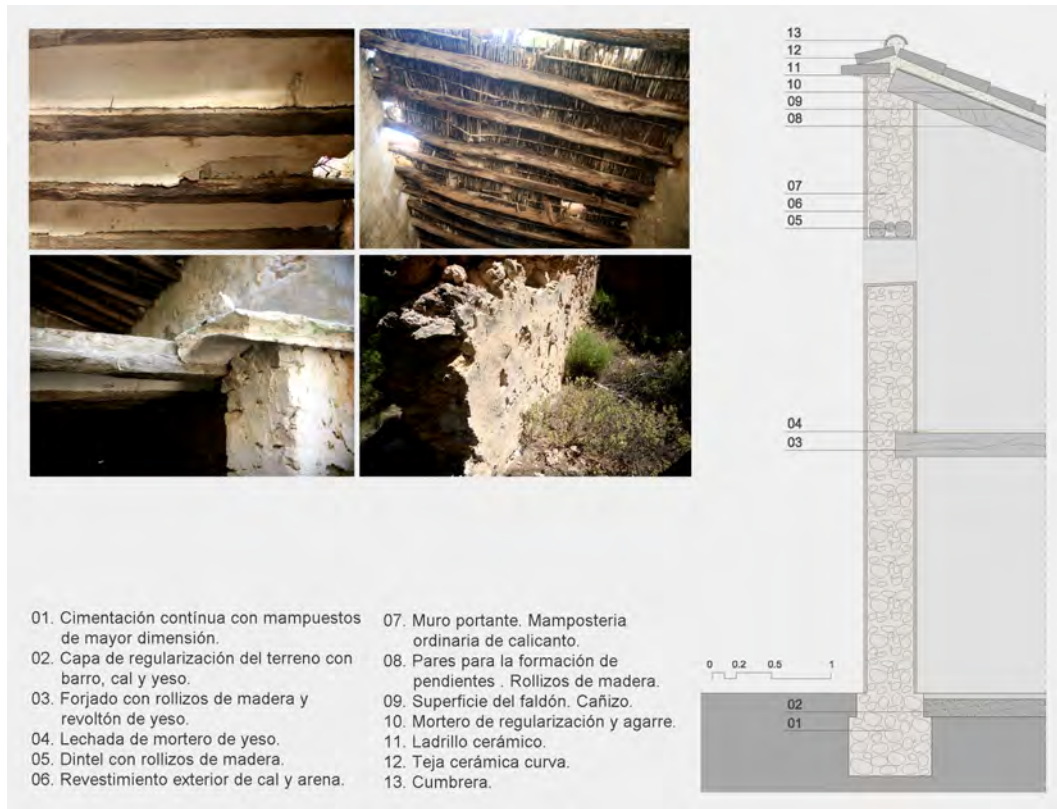 13
12
11
10
09
08
07
06
05
04
03
0 0.2 0.5 1
02
01
01. Cimentación contínua con mampuestos
de mayor dimensión.
02. Capa de regularización del terreno con
barro, cal y yeso.
03. Forjado con rollizos de madera y
revoltón de yeso.
04. Lechada de mortero de yeso.
05. Dintel con rollizos de madera.
06. Revestimiento exterior de cal y arena.
07. Muro portante. Mamposteria
ordinaria de calicanto.
08. Pares para la formación de
pendientes . Rollizos de madera.
09. Superficie del faldón. Cañizo.
10. Mortero de regularización y agarre.
11. Ladrillo cerámico.
12. Teja cerámica curva.
13. Cumbrera.